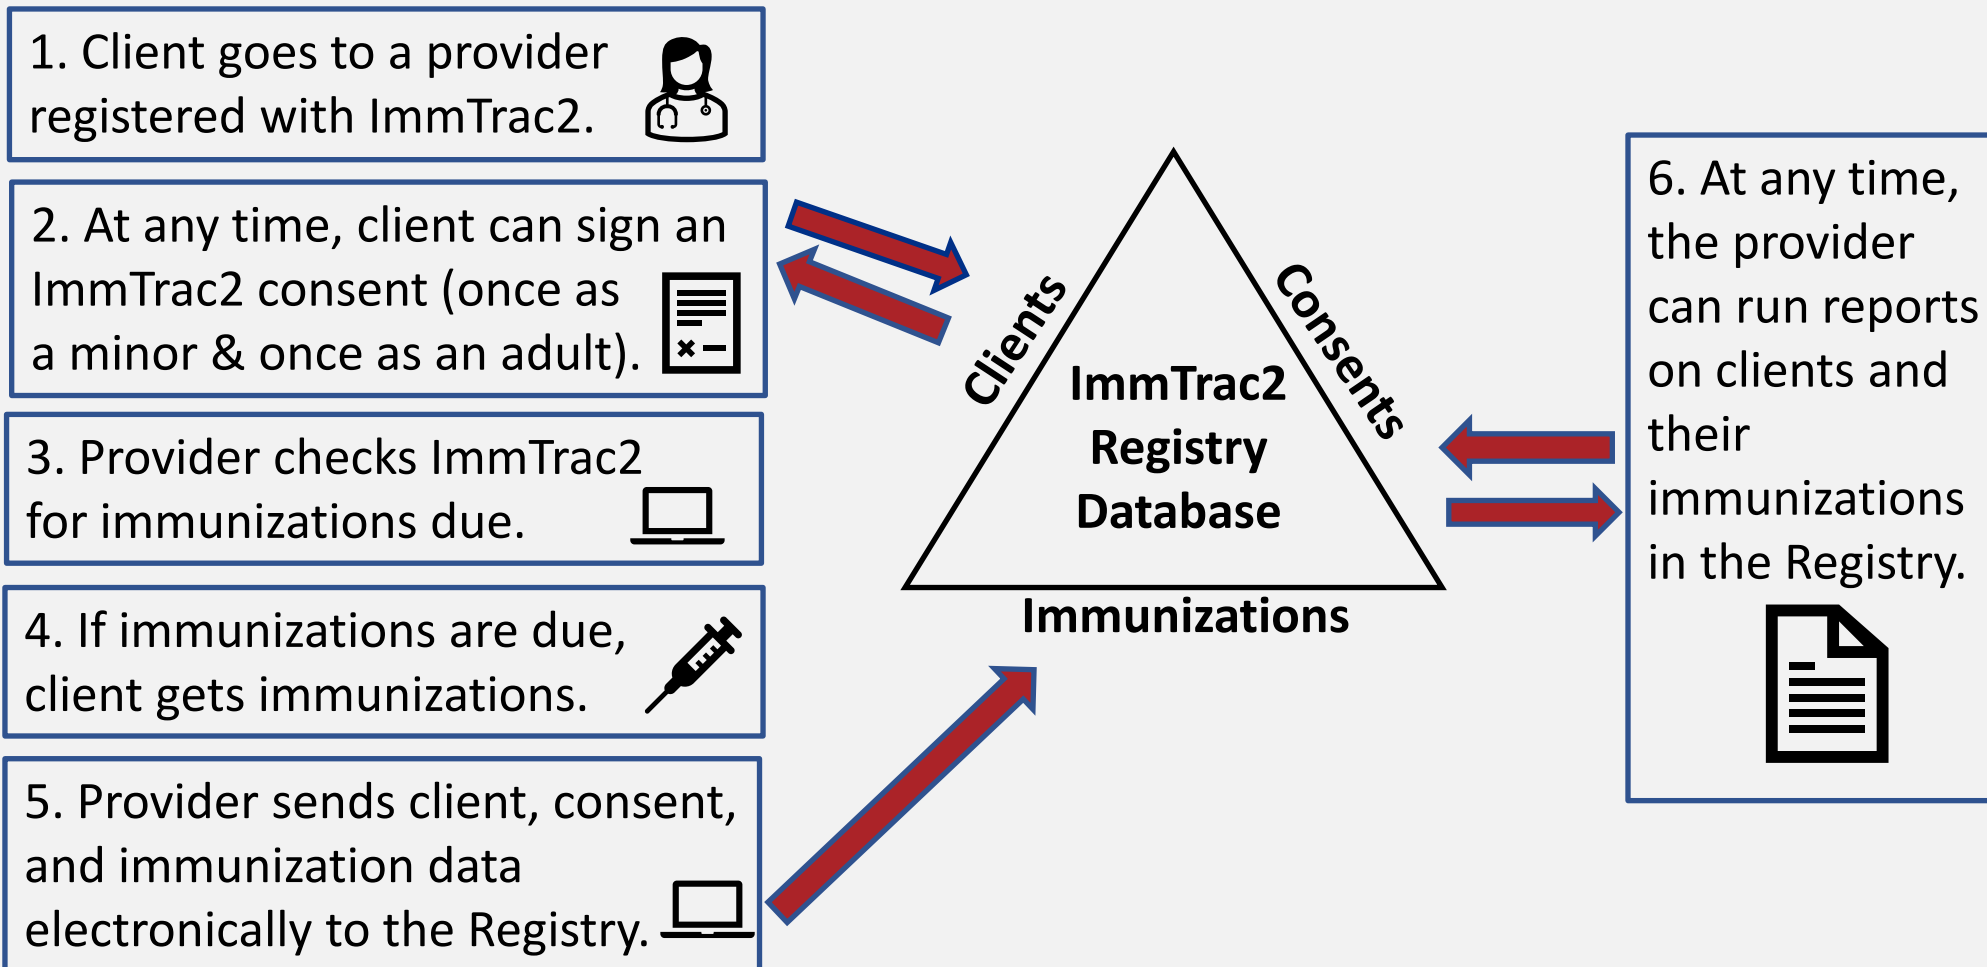 1. Client goes to a provider
registered with ImmTrac2.
2. At any time, client can sign an
ImmTrac2 consent (once as
a minor & once as an adult).
3. Provider checks ImmTrac2
for immunizations due.
4. If immunizations are due,
client gets immunizations.
5. Provider sends client, consent,
and immunization data
electronically to the Registry.
Clients
Consents
ImmTrac2
Registry
Database
Immunizations
6. At any time,
the provider
can run reports
on clients and
their
immunizations
in the Registry.